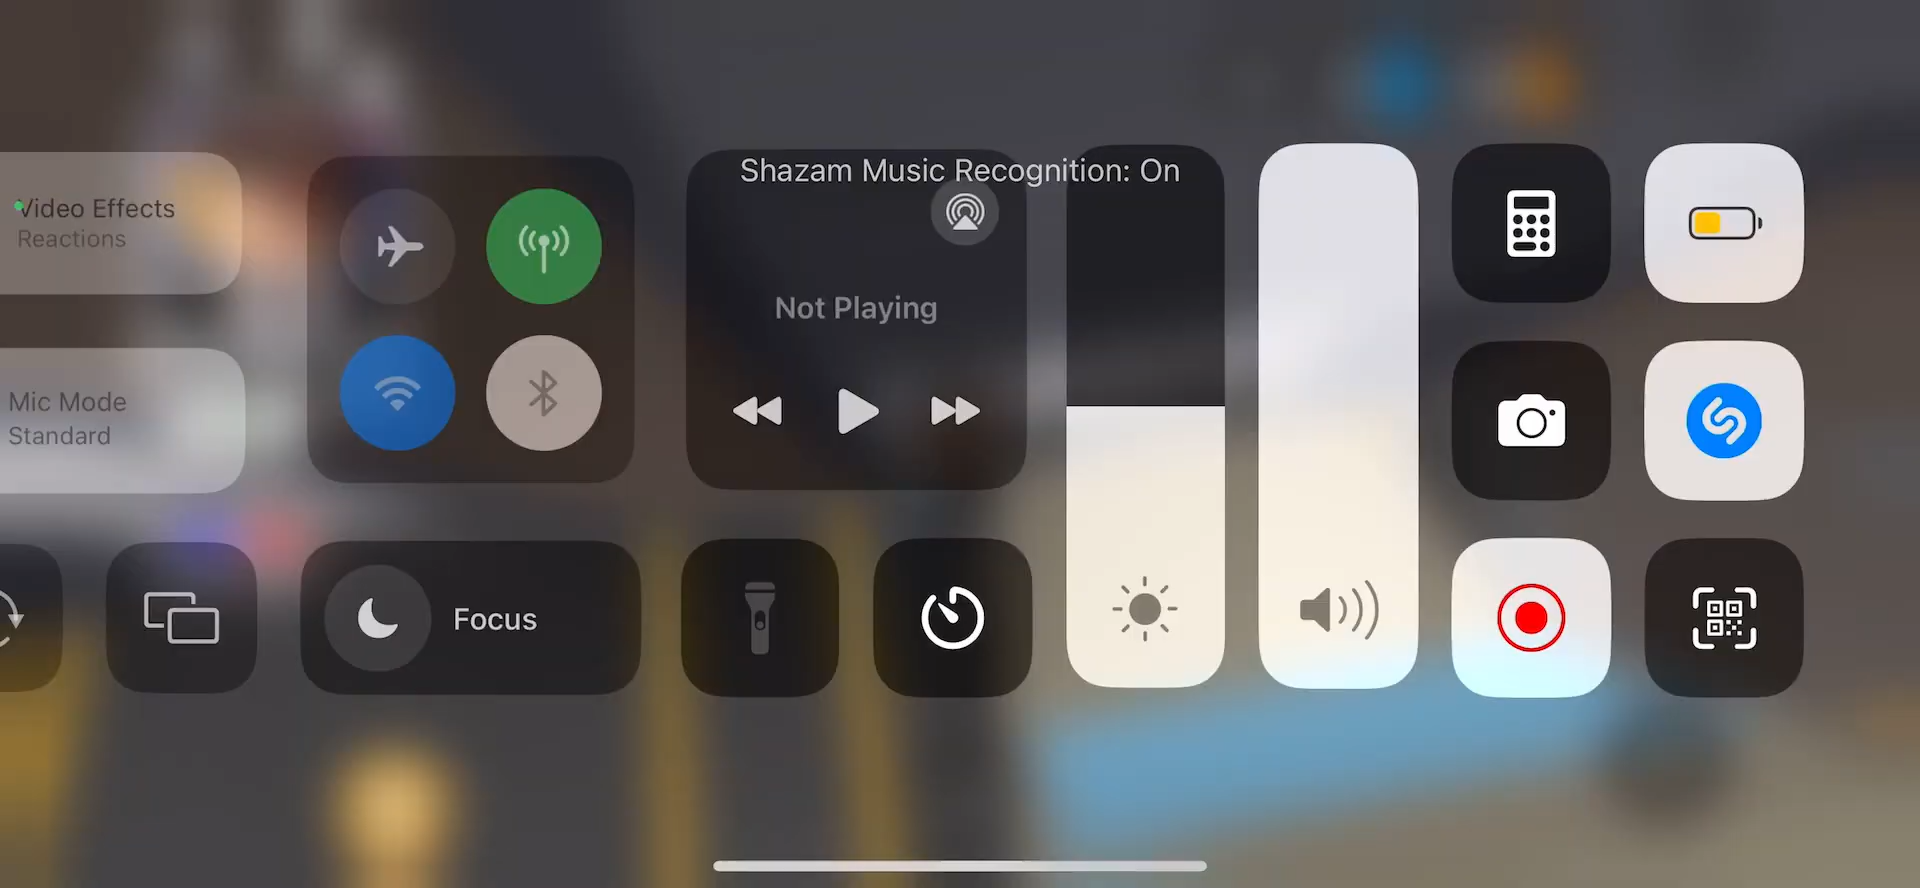 Shazam Music Recognition: On
Video Effects
Reactions
Mic Mode
Standard
Not Playing
Focus